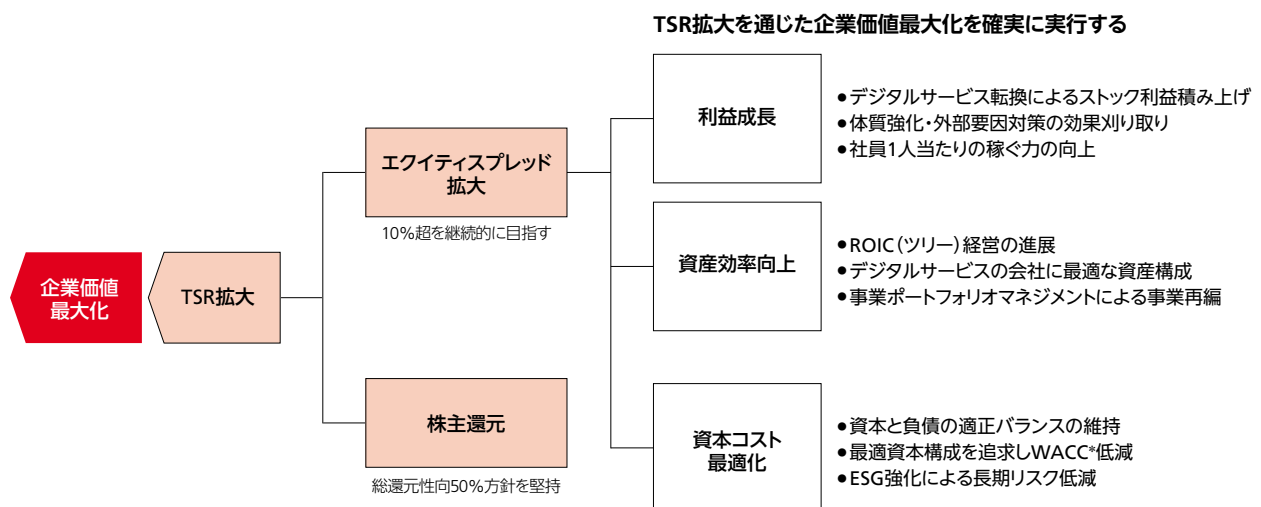 TSR拡大を通じた企業価値最大化を確実に実行する
企業価値
最大化
TSR拡大
エクイティスプレッド
拡大
10%超を継続的に目指す
株主還元
総還元性向50%方針を堅持
利益成長
●デジタルサービス転換によるストック利益積み上げ
●体質強化・外部要因対策の効果刈り取り
●社員1人当たりの稼ぐ力の向上
資産効率向上
●ROIC(ツリー)経営の進展
●デジタルサービスの会社に最適な資産構成
●事業ポートフォリオマネジメントによる事業再編
資本コスト
最適化
●資本と負債の適正バランスの維持
●最適資本構成を追求しWACC*低減
●ESG強化による長期リスク低減